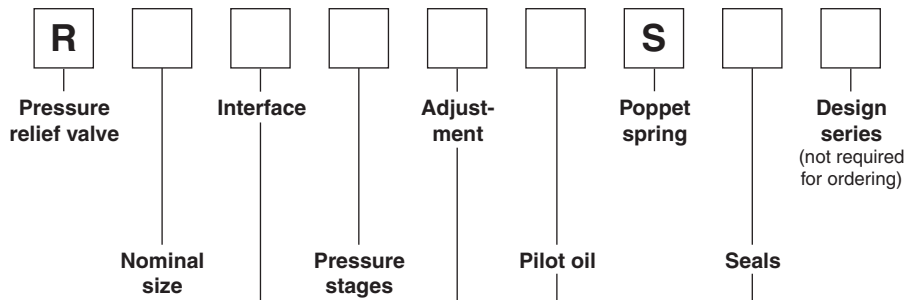 R
S
Pressure
relief valve
Interface
Adjust-
ment
Poppet
spring
Design
series
(not required
for ordering)
Nominal
size
Pressure
stages
Pilot oil
Seals